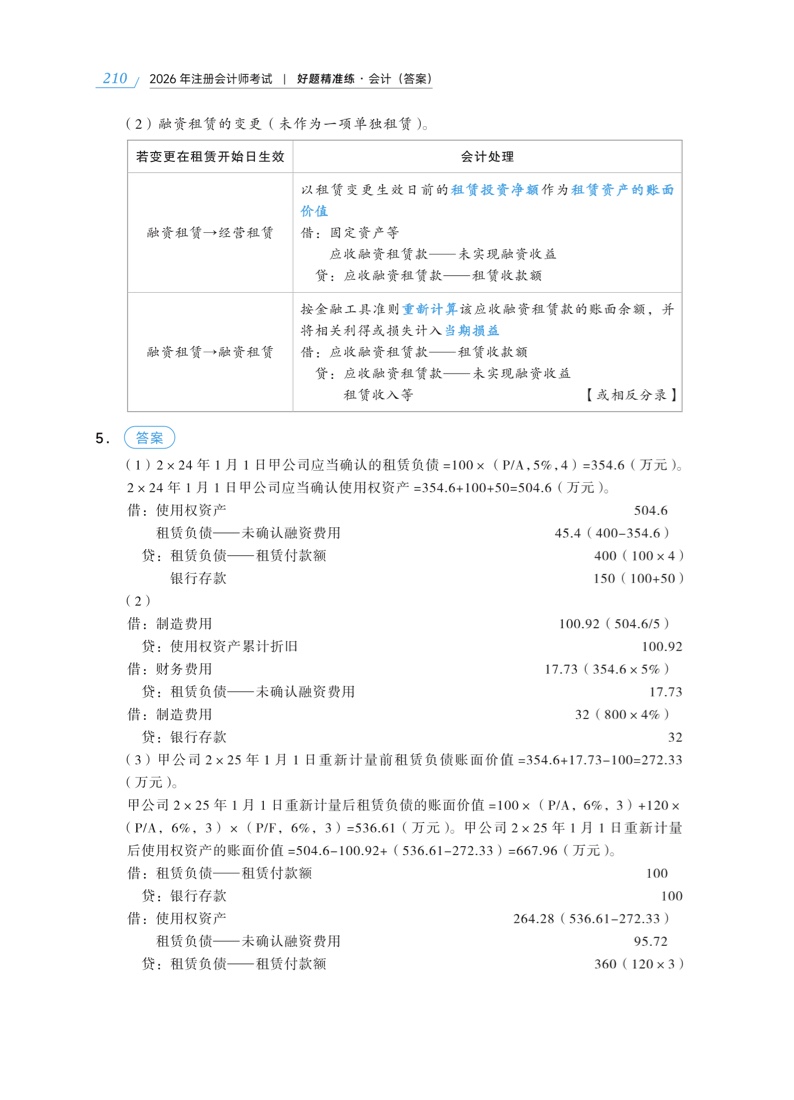 210 2026 年注册会计师考试 | 好题精准练·会计（答案）
（2）融资租赁的变更（未作为一项单独租赁）。
若变更在租赁开始日生效 会计处理
融资租赁→经营租赁
以租赁变更生效日前的租赁投资净额作为租赁资产的账面
价值
借：固定资产等
应收融资租赁款——未实现融资收益
贷：应收融资租赁款——租赁收款额
融资租赁→融资租赁
按金融工具准则重新计算该应收融资租赁款的账面余额，并
将相关利得或损失计入当期损益
借：应收融资租赁款——租赁收款额
贷：应收融资租赁款——未实现融资收益
租赁收入等 【或相反分录】
5. 答案
（1）2×24 年 1 月 1 日甲公司应当确认的租赁负债 =100×（P/A,5%,4）=354.6（万元）。
2×24 年 1 月 1 日甲公司应当确认使用权资产 =354.6+100+50=504.6（万元）。
借：使用权资产 504.6
租赁负债——未确认融资费用 45.4（400-354.6）
贷：租赁负债——租赁付款额 400（100×4）
银行存款 150（100+50）
（2）
借：制造费用 100.92（504.6/5）
贷：使用权资产累计折旧 100.92
借：财务费用 17.73（354.6×5%）
贷：租赁负债——未确认融资费用 17.73
借：制造费用 32（800×4%）
贷：银行存款 32
（3）甲公司 2×25 年 1 月 1 日重新计量前租赁负债账面价值 =354.6+17.73-100=272.33
（万元）。
甲公司 2×25 年 1 月 1 日重新计量后租赁负债的账面价值 =100×（P/A，6%，3）+120×
（P/A，6%，3）×（P/F，6%，3）=536.61（万元）。甲公司 2×25 年 1 月 1 日重新计量
后使用权资产的账面价值 =504.6-100.92+（536.61-272.33）=667.96（万元）。
借：租赁负债——租赁付款额 100
贷：银行存款 100
借：使用权资产 264.28（536.61-272.33）
租赁负债——未确认融资费用 95.72
贷：租赁负债——租赁付款额 360（120×3）